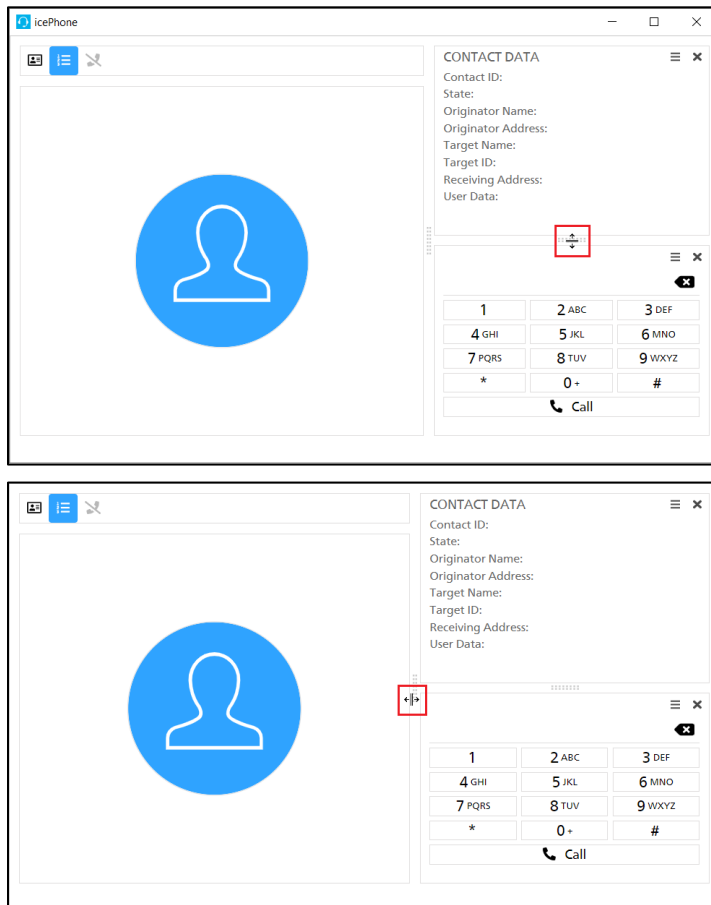 icePhone
CONTACT DATA
Contact ID:
State:
Originator Name:
Originator Address:
Target Name:
Target ID:
Receiving Address:
User Data:
1 2 ABC 3 DEF
4 GHI 5 JKL 6 MNO
7 PQRS 8 TUV 9 WXYZ
* 0 + #
Call
CONTACT DATA
Contact ID:
State:
Originator Name:
Originator Address:
Target Name:
Target ID:
Receiving Address:
User Data:
1 2 ABC 3 DEF
4 GHI 5 JKL 6 MNO
7 PQRS 8 TUV 9 WXYZ
* 0 + #
Call